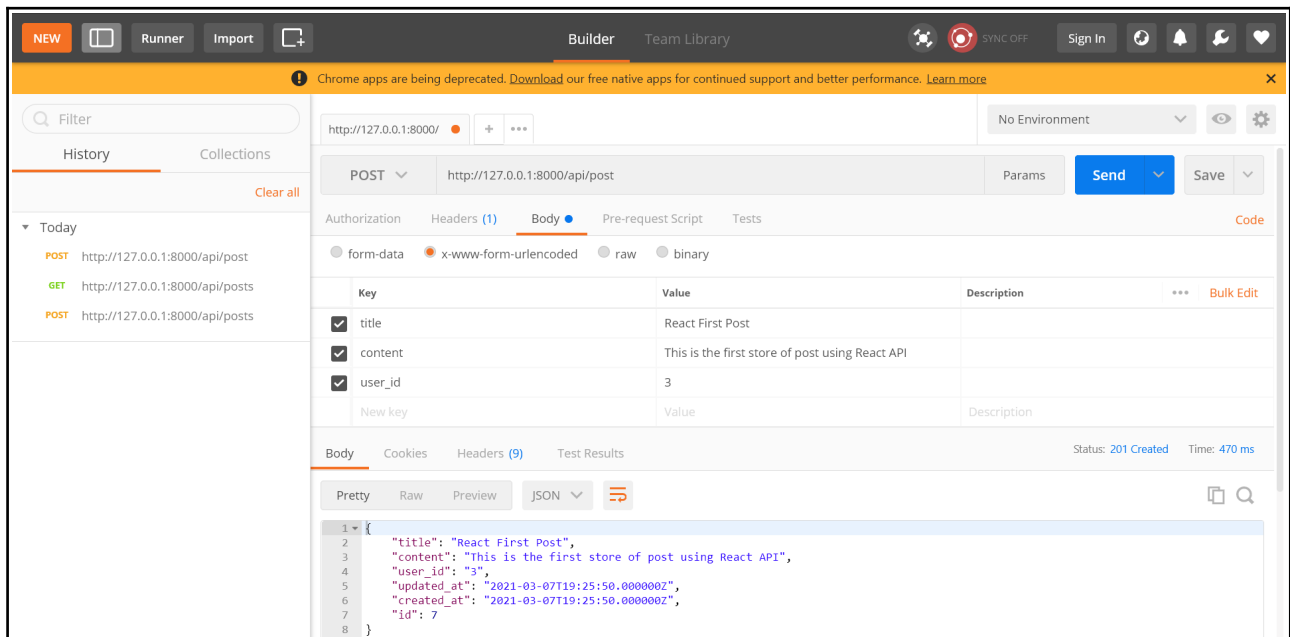 NEW Runner Import Builder Team Library SYNC OFF Sign In
Chrome apps are being deprecated. Download our free native apps for continued support and better performance. Learn more
Filter
History Collections
Clear all
Today
POST http://127.0.0.1:8000/api/post
GET http://127.0.0.1:8000/api/posts
POST http://127.0.0.1:8000/api/posts
http://127.0.0.1:8000/ No Environment
POST http://127.0.0.1:8000/api/post Params Send Save
Authorization Headers (1) Body Pre-request Script Tests Code
form-data x-www-form-urlencoded raw binary
Key Value Description Bulk Edit
title React First Post
content This is the first store of post using React API
user_id 3
New key Value Description
Body Cookies Headers (9) Test Results Status: 201 Created Time: 470 ms
Pretty Raw Preview JSON
1 {
2 "title": "React First Post",
3 "content": "This is the first store of post using React API",
4 "user_id": "3",
5 "updated_at": "2021-03-07T19:25:50.000000Z",
6 "created_at": "2021-03-07T19:25:50.000000Z",
7 "id": 7
8 }